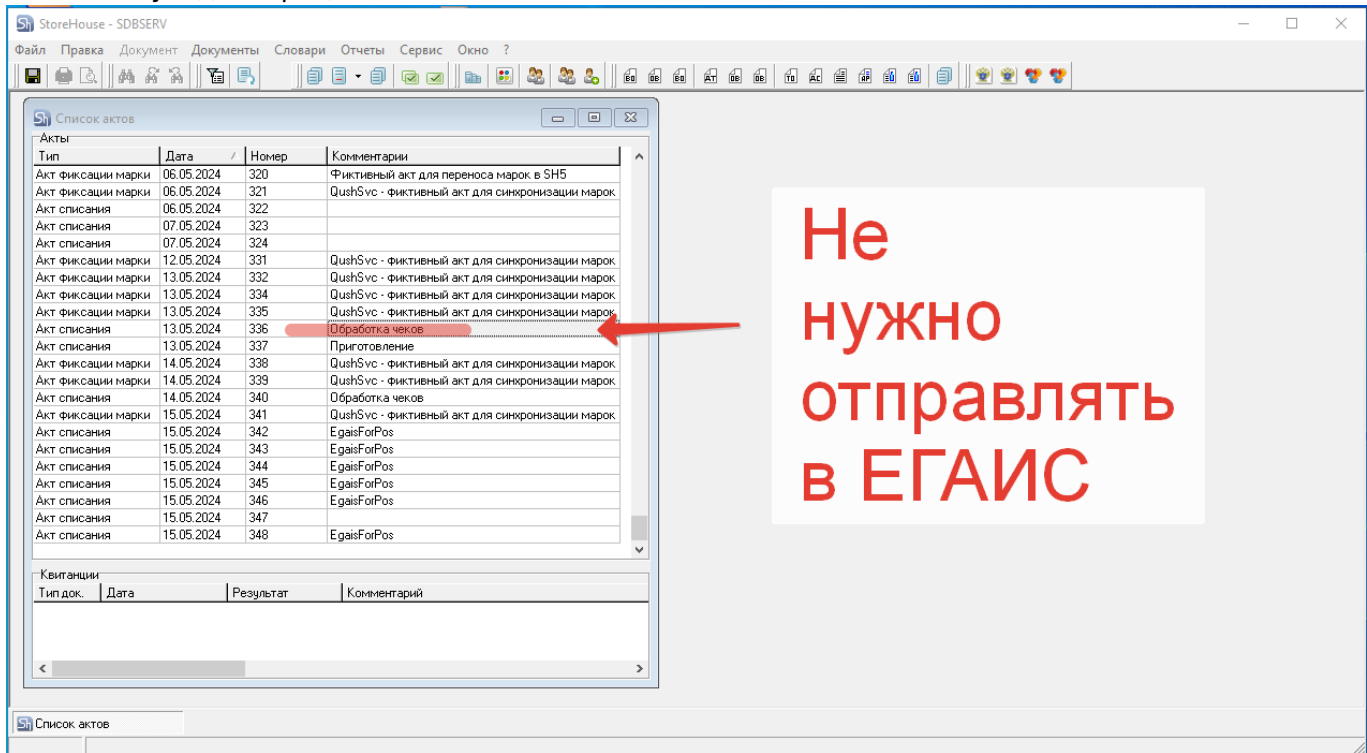 StoreHouse - SDBSERV
Файл Правка Документ Документы Словари Отчеты Сервис Окно ?
Список актов
Акты
Тип Дата / Номер Комментарии
Акт фиксации марки 06.05.2024 320 Фиктивный акт для переноса марок в SH5
Акт фиксации марки 06.05.2024 321 QushSvc - фиктивный акт для синхронизации марок
Акт списания 06.05.2024 322
Акт списания 07.05.2024 323
Акт списания 07.05.2024 324
Акт фиксации марки 12.05.2024 331 QushSvc - фиктивный акт для синхронизации марок
Акт фиксации марки 13.05.2024 332 QushSvc - фиктивный акт для синхронизации марок
Акт фиксации марки 13.05.2024 334 QushSvc - фиктивный акт для синхронизации марок
Акт фиксации марки 13.05.2024 335 QushSvc - фиктивный акт для синхронизации марок
Акт списания 13.05.2024 336 Обработка чеков
Акт списания 13.05.2024 337 Приготовление
Акт фиксации марки 14.05.2024 338 QushSvc - фиктивный акт для синхронизации марок
Акт фиксации марки 14.05.2024 339 QushSvc - фиктивный акт для синхронизации марок
Акт списания 14.05.2024 340 Обработка чеков
Акт фиксации марки 15.05.2024 341 QushSvc - фиктивный акт для синхронизации марок
Акт списания 15.05.2024 342 EgaisForPos
Акт списания 15.05.2024 343 EgaisForPos
Акт списания 15.05.2024 344 EgaisForPos
Акт списания 15.05.2024 345 EgaisForPos
Акт списания 15.05.2024 346 EgaisForPos
Акт списания 15.05.2024 347
Акт списания 15.05.2024 348 EgaisForPos
Квитанции
Тип док. Дата Результат Комментарий
Не
нужно
отправлять
в ЕГАИС
Список актов